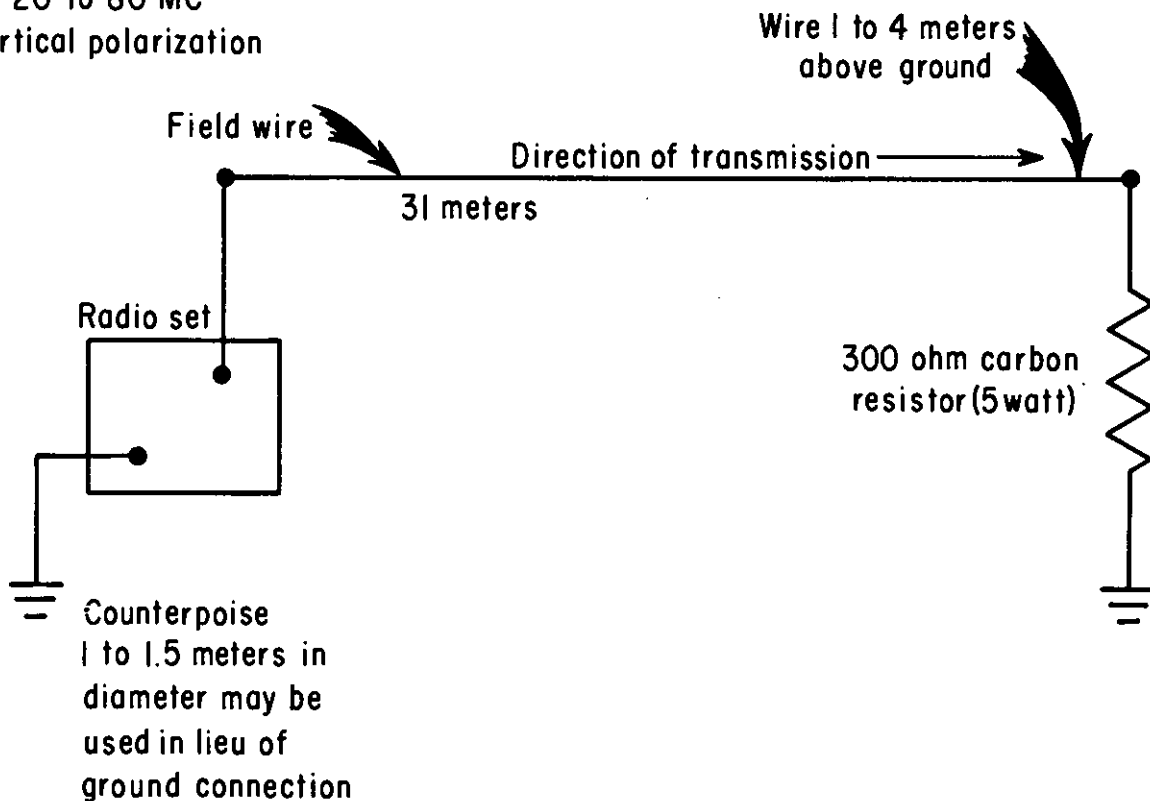 20 to 80 MC
rtical polarization
Wire 1 to 4 meters
above ground
Field wire
Direction of transmission
31 meters
Radio set
300 ohm carbon
resistor (5 watt)
Counterpoise
1 to 1.5 meters in
diameter may be
used in lieu of
ground connection